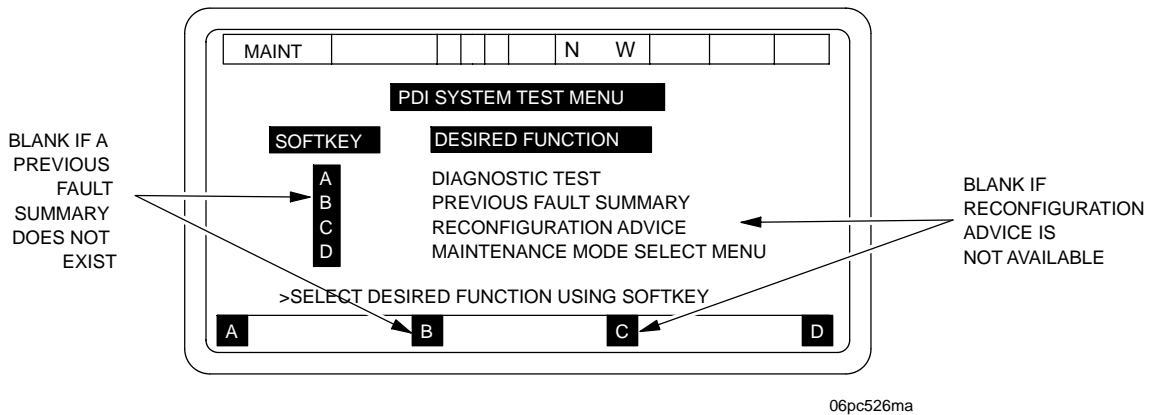 MAINT N W
PDI SYSTEM TEST MENU
SOFTKEY DESIRED FUNCTION
A DIAGNOSTIC TEST
B PREVIOUS FAULT SUMMARY
C RECONFIGURATION ADVICE
D MAINTENANCE MODE SELECT MENU
>SELECT DESIRED FUNCTION USING SOFTKEY
A B C D
BLANK IF A
PREVIOUS
FAULT
SUMMARY
DOES NOT
EXIST
BLANK IF
RECONFIGURATION
ADVICE IS
NOT AVAILABLE
06pc526ma